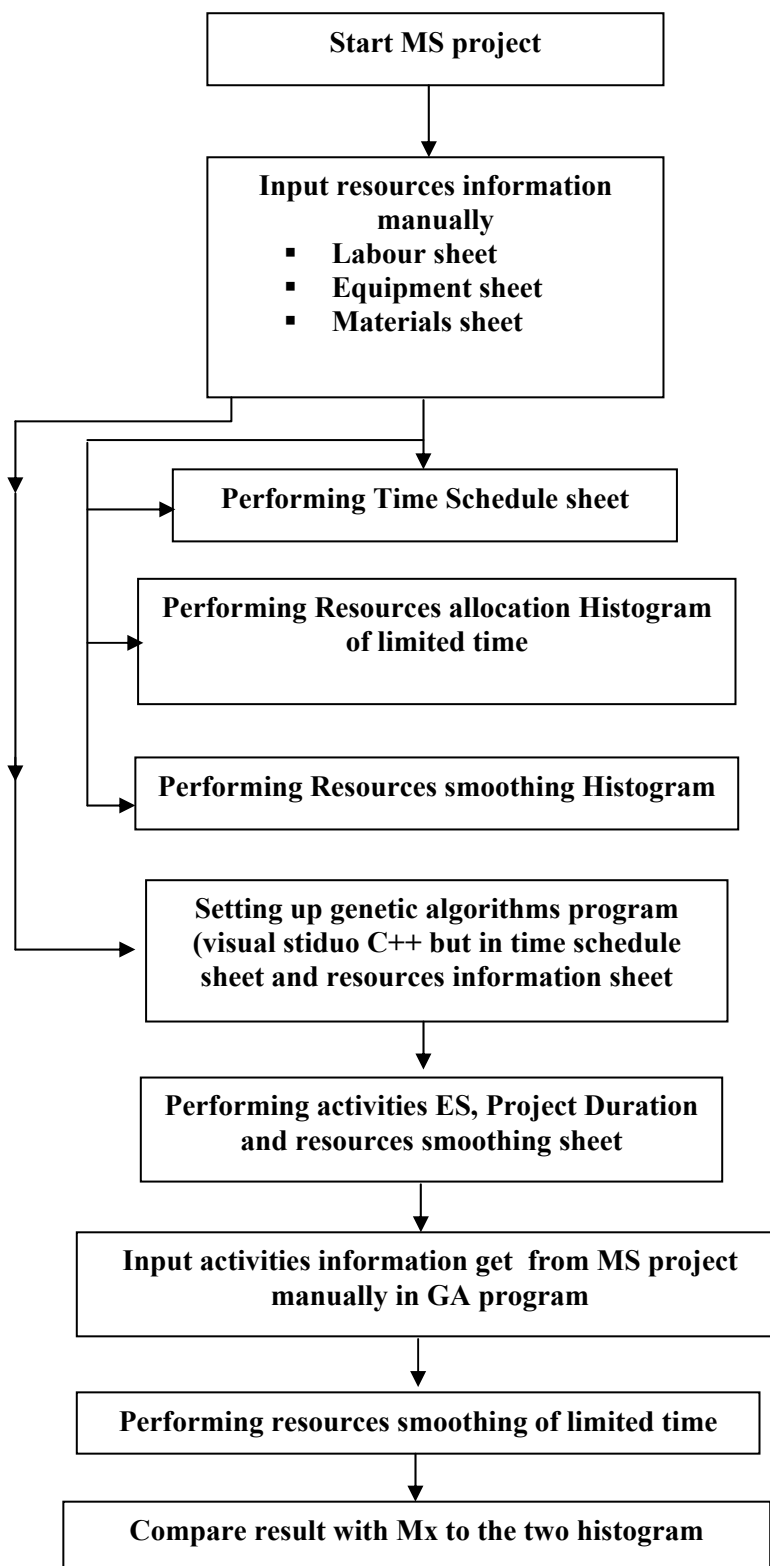 Start MS project
Input resources information
manually
▪ Labour sheet
▪ Equipment sheet
▪ Materials sheet
Performing Time Schedule sheet
Performing Resources allocation Histogram
of limited time
Performing Resources smoothing Histogram
Setting up genetic algorithms program
(visual stiduo C++ but in time schedule
sheet and resources information sheet
Performing activities ES, Project Duration
and resources smoothing sheet
Input activities information get from MS project
manually in GA program
Performing resources smoothing of limited time
Compare result with Mx to the two histogram